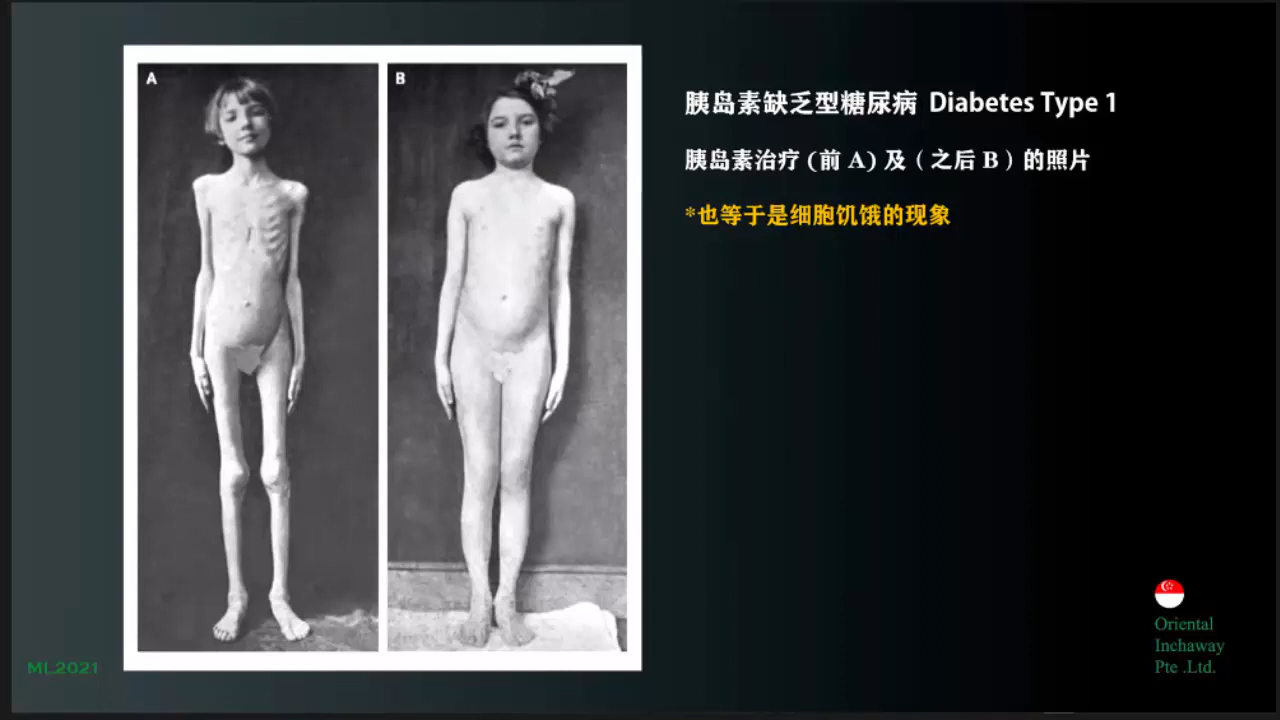 A
B
胰岛素缺乏型糖尿病 Diabetes Type 1
胰岛素治疗 (前 A) 及（之后 B）的照片
*也等于是细胞饥饿的现象
Oriental
Inchaway
Pte .Ltd.
ML2021